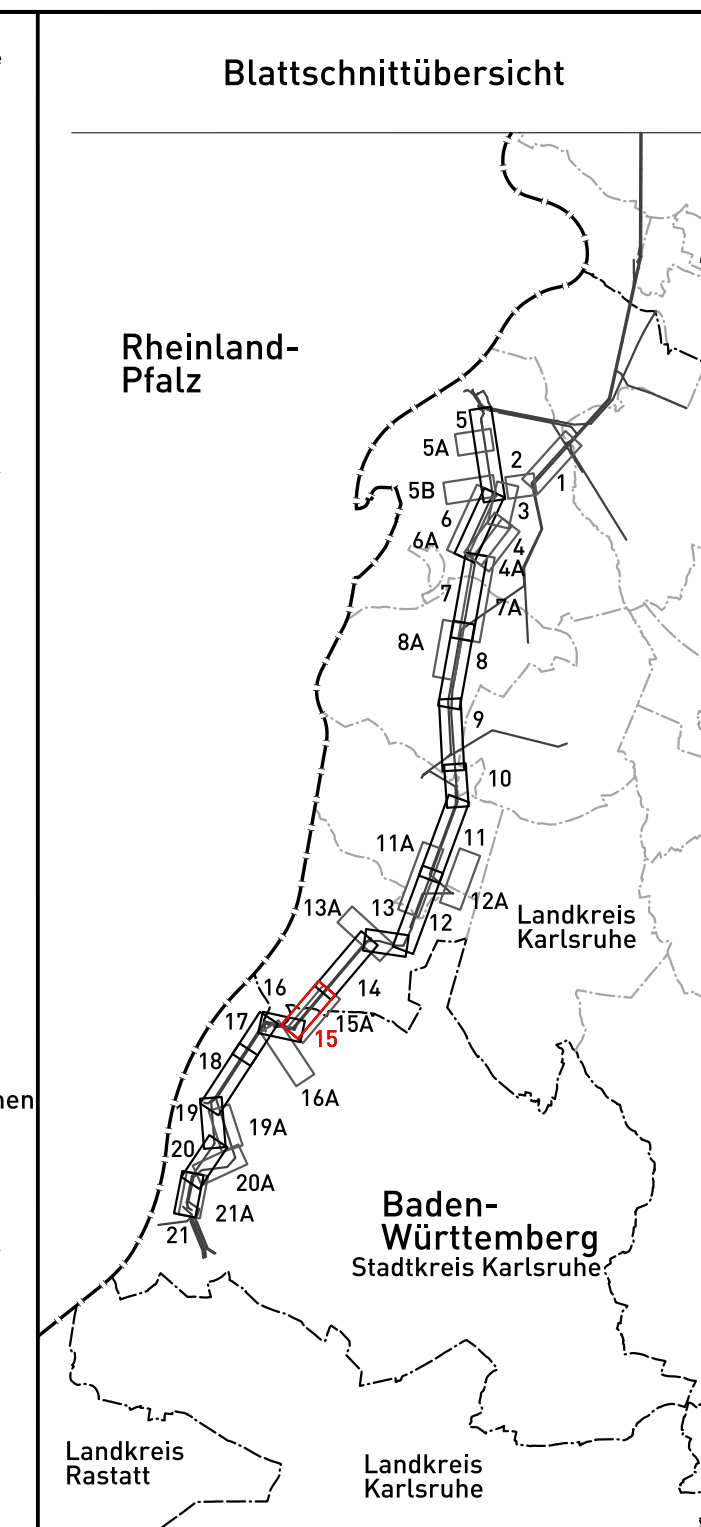 Blattschnittübersicht
Rheinland-
Pfalz
5
5A
2
1
5B
3
6
4
6A
4A
7
7A
8A
8
9
10
11
11A
12A
13A
13
12
Landkreis
Karlsruhe
16
14
17
15A
15
18
16A
19
19A
20
20A
21A
21
nen
Baden-
Württemberg
Stadtkreis Karlsruhe
Landkreis
Rastatt
Landkreis
Karlsruhe